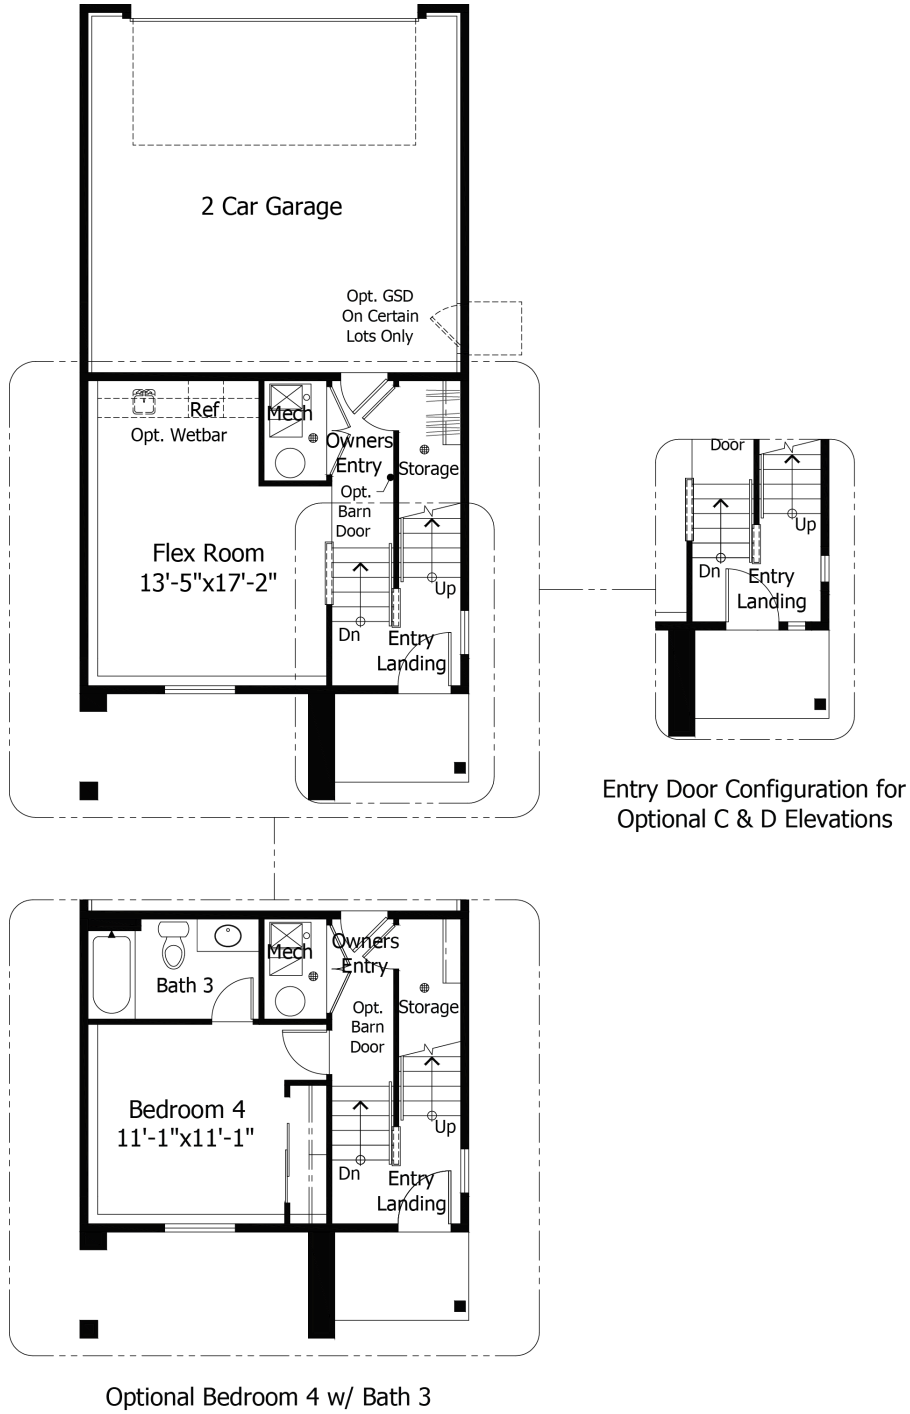 2 Car Garage
Opt. GSD
On Certain
Lots Only
Ref
Opt. Wetbar
Mech
Owners
Entry
Storage
Opt.
Barn
Door
Flex Room
13'-5"x17'-2"
Up
Dn
Entry
Landing
Door
Up
Dn
Entry
Landing
Entry Door Configuration for
Optional C & D Elevations
Mech
Owners
Entry
Bath 3
Storage
Opt.
Barn
Door
Bedroom 4
11'-1"x11'-1"
Up
Dn
Entry
Landing
Optional Bedroom 4 w/ Bath 3